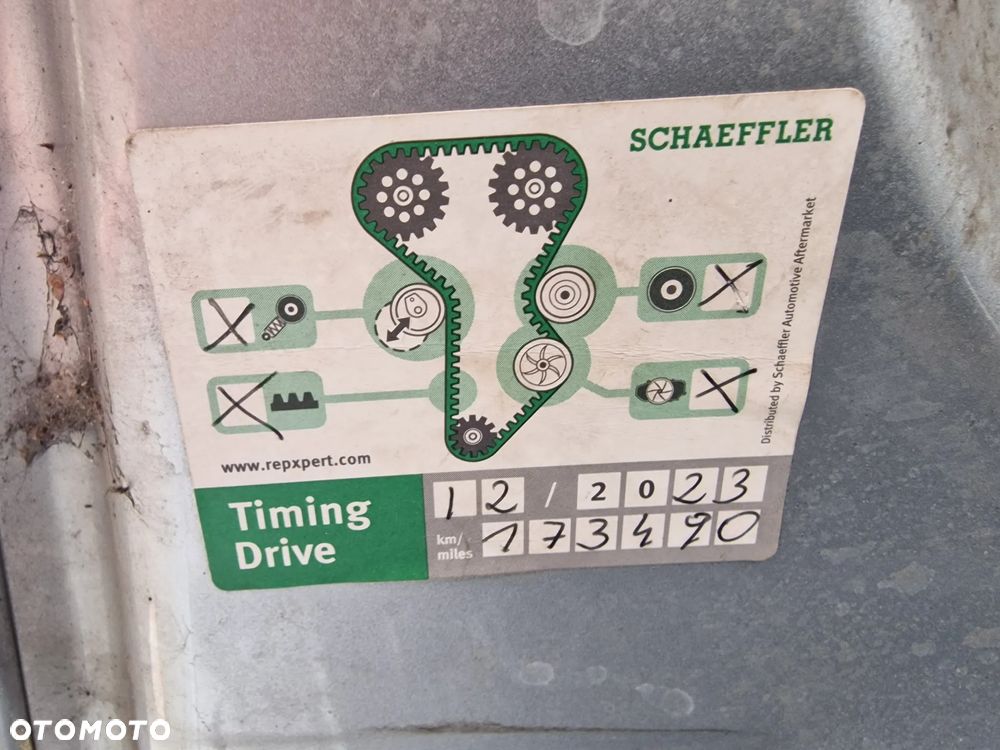 SCHAEFFLER
Distributed by Schaeffler Automotive Aftermarket
www.repxpert.com
Timing
Drive
12 / 2023
km/
miles
173490
OTOMOTO